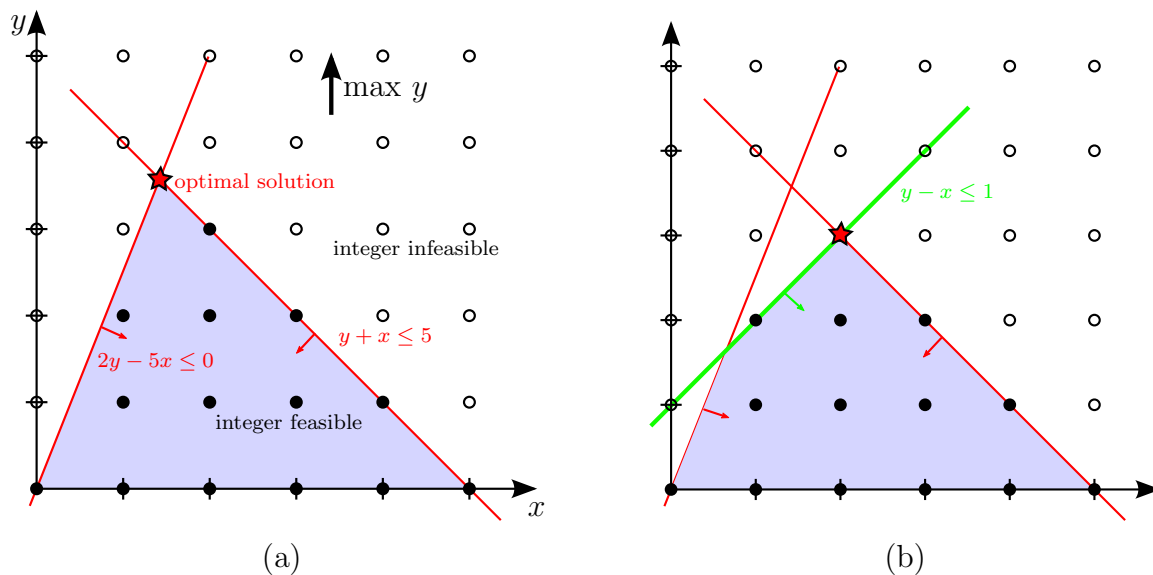 y
max y
optimal solution
y − x ≤ 1
integer infeasible
y + x ≤ 5
2y − 5x ≤ 0
integer feasible
x
(a)
(b)